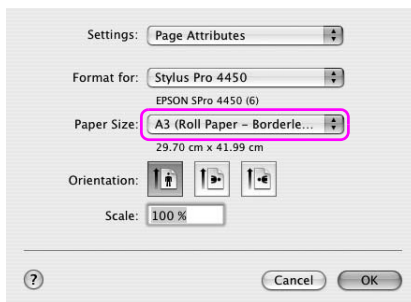 Settings: Page Attributes
Format for: Stylus Pro 4450
EPSON SPro 4450 (6)
Paper Size: A3 (Roll Paper – Borderle...
29.70 cm x 41.99 cm
Orientation:
Scale: 100 %
? Cancel OK